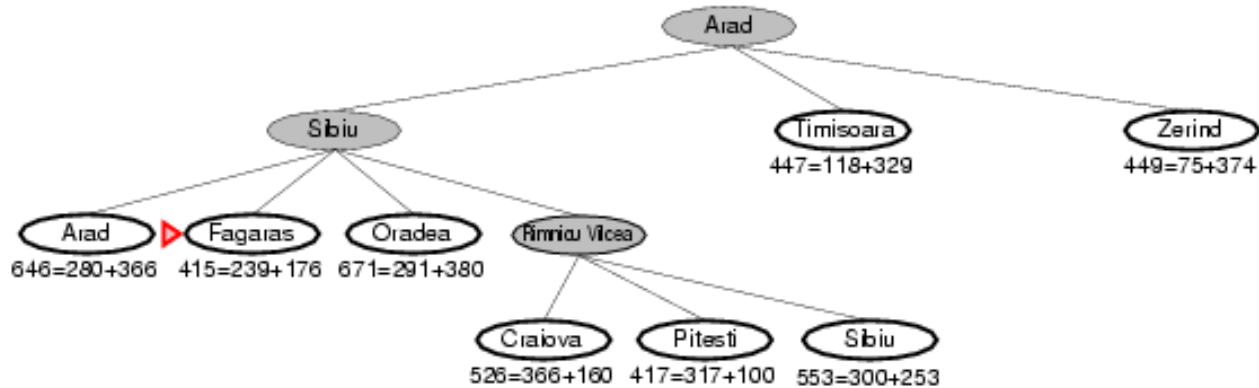 Arad
Sibiu
Timisoara
Zerind
447=118+329
449=75+374
Arad
Fagaras
Oradea
Rimnicu Vilcea
646=280+366
415=239+176
671=291+380
Craiova
Pitesti
Sibiu
526=366+160
417=317+100
553=300+253